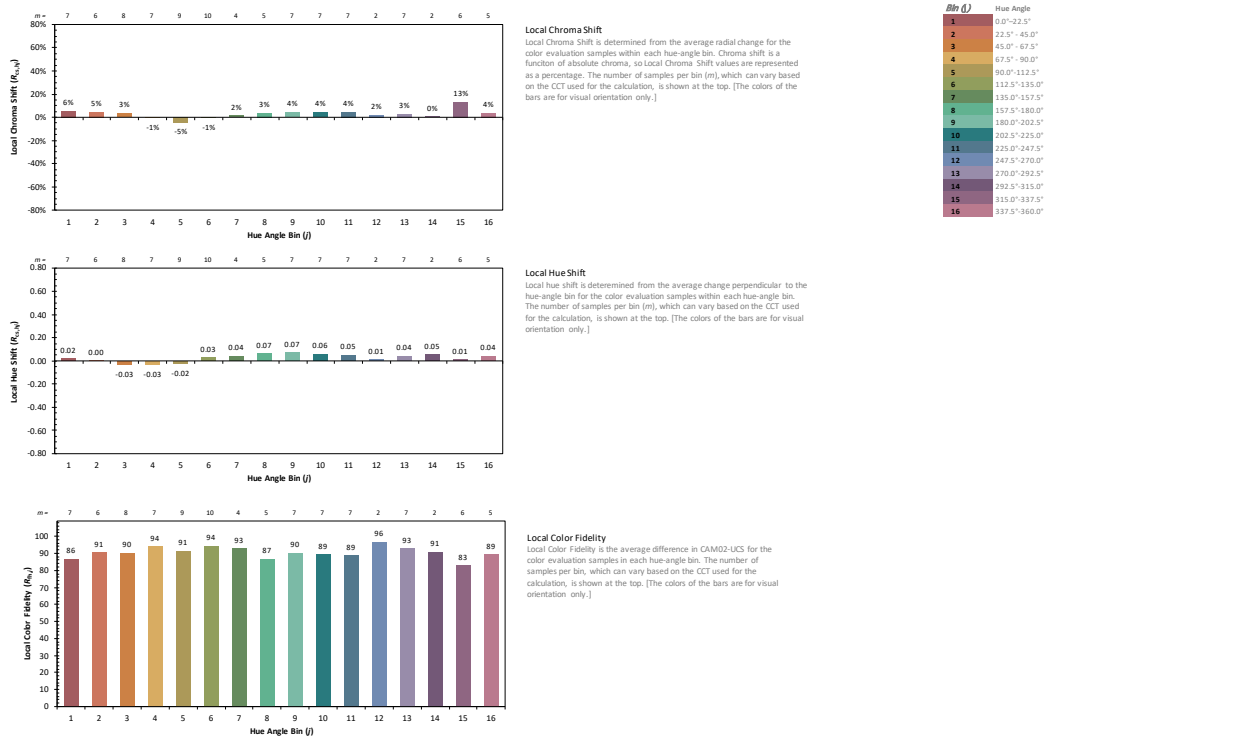 m = 7 6 8 7 9 10 4 5 7 7 7 2 7 2 6 5
80%
60%
40%
20%
0%
-20%
-40%
-60%
-80%
Local Chroma Shift (Rcs,hj)
6% 5% 3% -1% -5% -1% 2% 3% 4% 4% 4% 2% 3% 0% 13% 4%
1 2 3 4 5 6 7 8 9 10 11 12 13 14 15 16
Hue Angle Bin (j)
Local Chroma Shift
Local Chroma Shift is determined from the average radial change for the
color evaluation samples within each hue-angle bin. Chroma shift is a
funciton of absolute chroma, so Local Chroma Shift values are represented
as a percentage. The number of samples per bin (m), which can vary based
on the CCT used for the calculation, is shown at the top. [The colors of the
bars are for visual orientation only.]
Bin (j) Hue Angle
1 0.0°-22.5°
2 22.5° - 45.0°
3 45.0° - 67.5°
4 67.5° - 90.0°
5 90.0°-112.5°
6 112.5°-135.0°
7 135.0°-157.5°
8 157.5°-180.0°
9 180.0°-202.5°
10 202.5°-225.0°
11 225.0°-247.5°
12 247.5°-270.0°
13 270.0°-292.5°
14 292.5°-315.0°
15 315.0°-337.5°
16 337.5°-360.0°
m = 7 6 8 7 9 10 4 5 7 7 7 2 7 2 6 5
0.80
0.60
0.40
0.20
0.00
-0.20
-0.40
-0.60
-0.80
Local Hue Shift (Rcs,hj)
0.02 0.00 -0.03 -0.03 -0.02 0.03 0.04 0.07 0.07 0.06 0.05 0.01 0.04 0.05 0.01 0.04
1 2 3 4 5 6 7 8 9 10 11 12 13 14 15 16
Hue Angle Bin (j)
Local Hue Shift
Local hue shift is deteremined from the average change perpendicular to the
hue-angle bin for the color evaluation samples within each hue-angle bin.
The number of samples per bin (m), which can vary based on the CCT used
for the calculation, is shown at the top. [The colors of the bars are for visual
orientation only.]
m = 7 6 8 7 9 10 4 5 7 7 7 2 7 2 6 5
100
90
80
70
60
50
40
30
20
10
0
Local Color Fidelity (Rfh,j)
86 91 90 94 91 94 93 87 90 89 89 96 93 91 83 89
1 2 3 4 5 6 7 8 9 10 11 12 13 14 15 16
Hue Angle Bin (j)
Local Color Fidelity
Local Color Fidelity is the average difference in CAM02-UCS for the
color evaluation samples in each hue-angle bin. The number of
samples per bin, which can vary based on the CCT used for the
calculation, is shown at the top. [The colors of the bars are for visual
orientation only.]